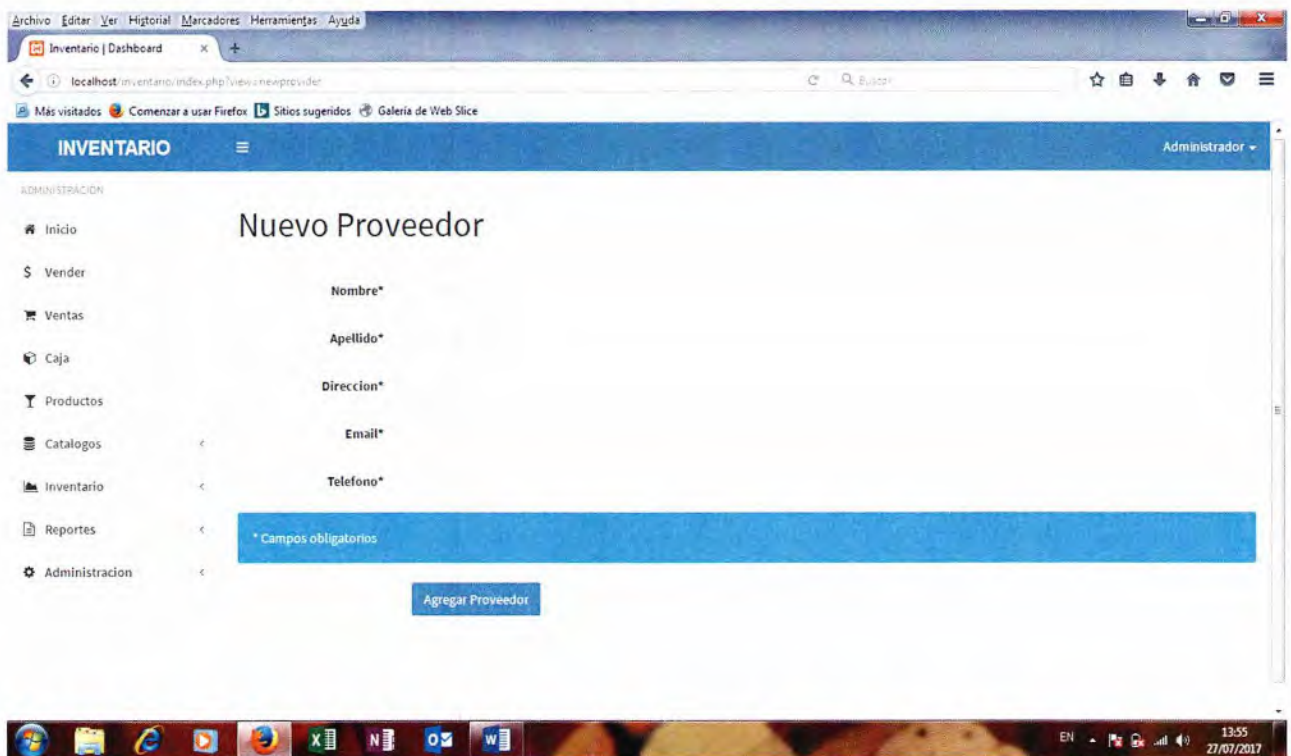 Archivo Editar Ver Historial Marcadores Herramientas Ayuda
Inventario | Dashboard × +
localhost/inventario/index.php?view=newprovider
Buscar
Más visitados Comenzar a usar Firefox Sitios sugeridos Galería de Web Slice
INVENTARIO
Administrador
ADMINISTRACION
Inicio
Vender
Ventas
Caja
Productos
Catalogos
Inventario
Reportes
Administracion
Nuevo Proveedor
Nombre*
Apellido*
Direccion*
Email*
Telefono*
* Campos obligatorios
Agregar Proveedor
EN
13:55
27/07/2017